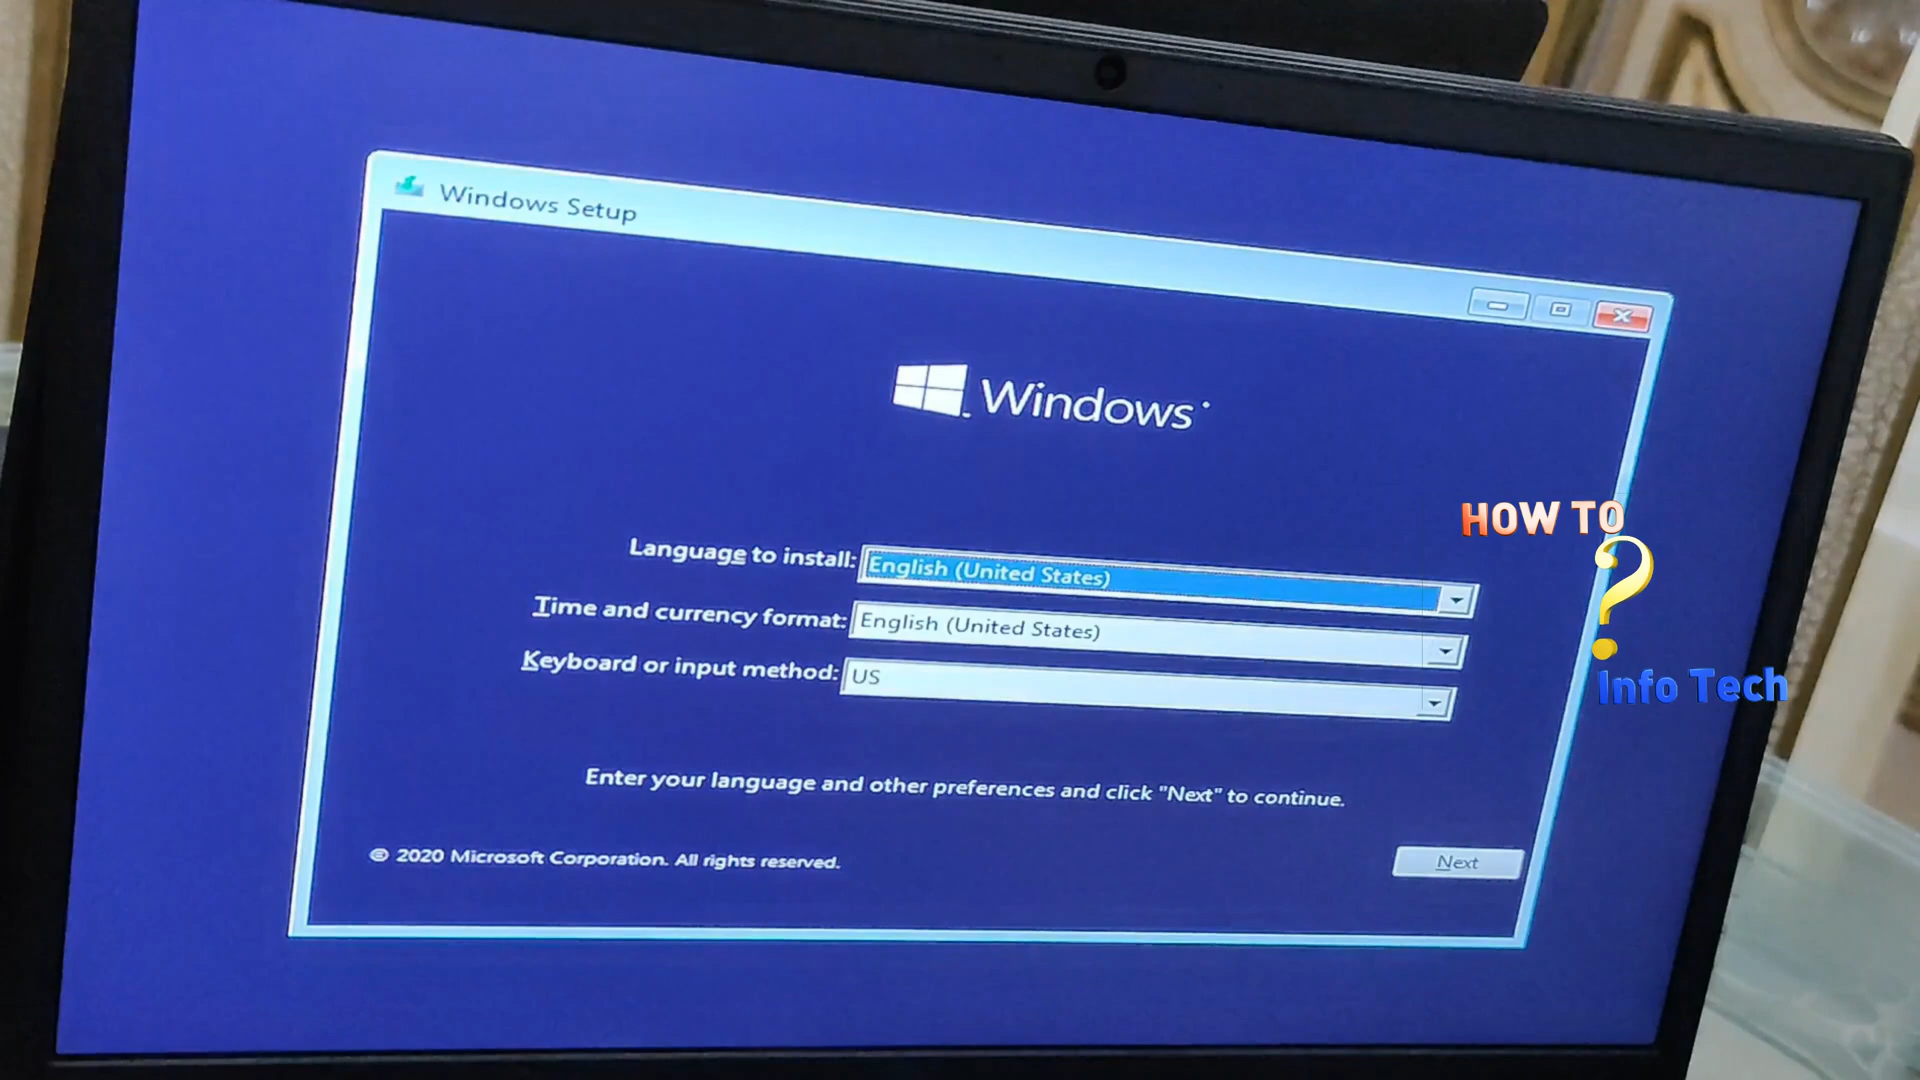 Windows Setup
Windows
Language to install: English (United States)
Time and currency format: English (United States)
Keyboard or input method: US
HOW TO
?
Info Tech
Enter your language and other preferences and click "Next" to continue.
© 2020 Microsoft Corporation. All rights reserved.
Next